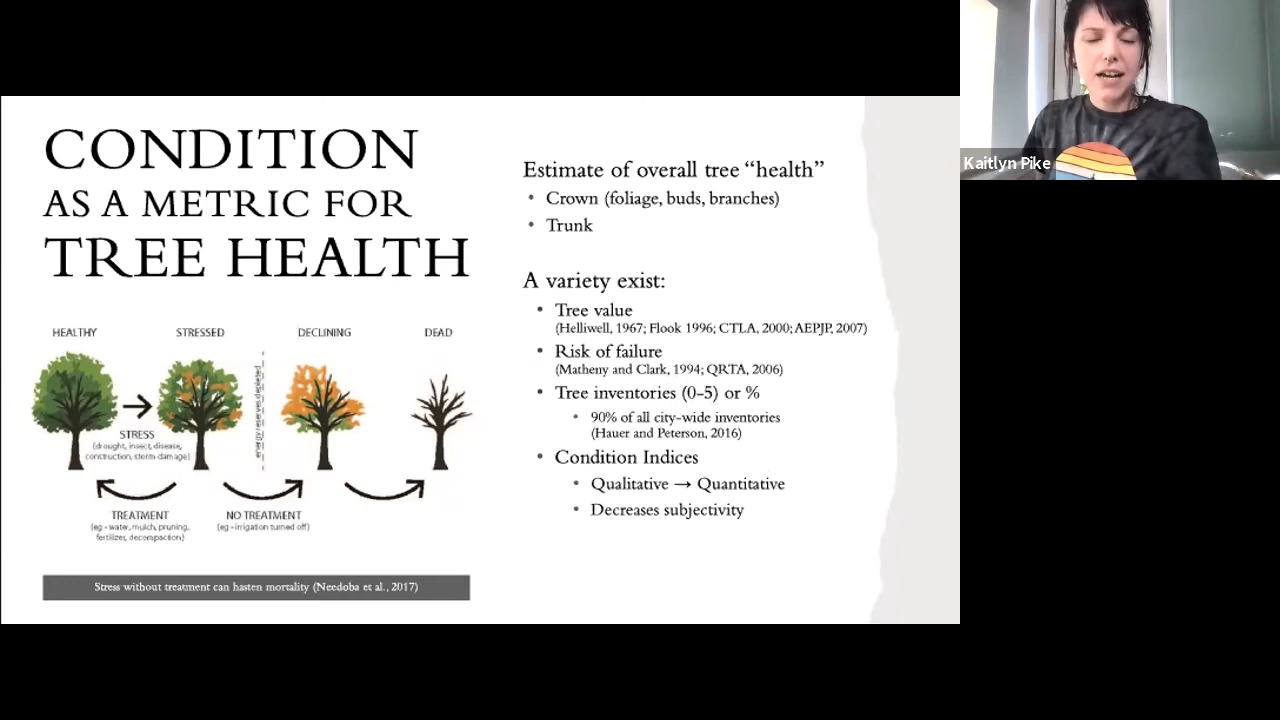 CONDITION
AS A METRIC FOR
TREE HEALTH
HEALTHY
STRESSED
DECLINING
DEAD
STRESS
(drought, insect, disease,
construction, storm damage)
energy reserves depleted
TREATMENT
(eg - water, mulch, pruning,
fertilizer, decompaction)
NO TREATMENT
(eg - irrigation turned off)
Stress without treatment can hasten mortality (Needoba et al., 2017)
Estimate of overall tree “health”
• Crown (foliage, buds, branches)
• Trunk
A variety exist:
• Tree value
(Helliwell, 1967; Flook 1996; CTLA, 2000; AEPJP, 2007)
• Risk of failure
(Matheny and Clark, 1994; QRTA, 2006)
• Tree inventories (0-5) or %
• 90% of all city-wide inventories
(Hauer and Peterson, 2016)
• Condition Indices
• Qualitative → Quantitative
• Decreases subjectivity
Kaitlyn Pike